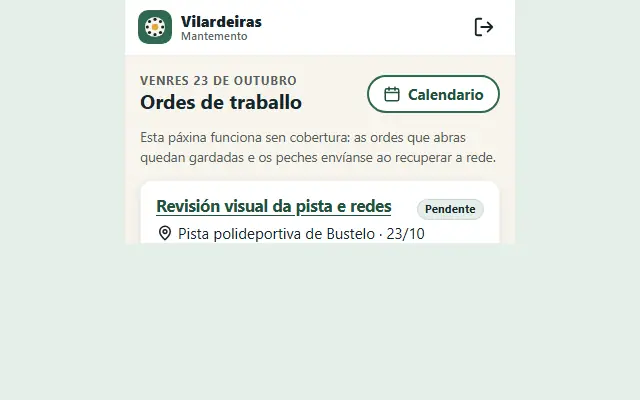 Vilardeiras
Mantemento
VENRES 23 DE OUTUBRO
Ordes de traballo
Calendario
Esta páxina funciona sen cobertura: as ordes que abras
quedan gardadas e os peches envíanse ao recuperar a rede.
Revisión visual da pista e redes
Pendente
Pista polideportiva de Bustelo · 23/10